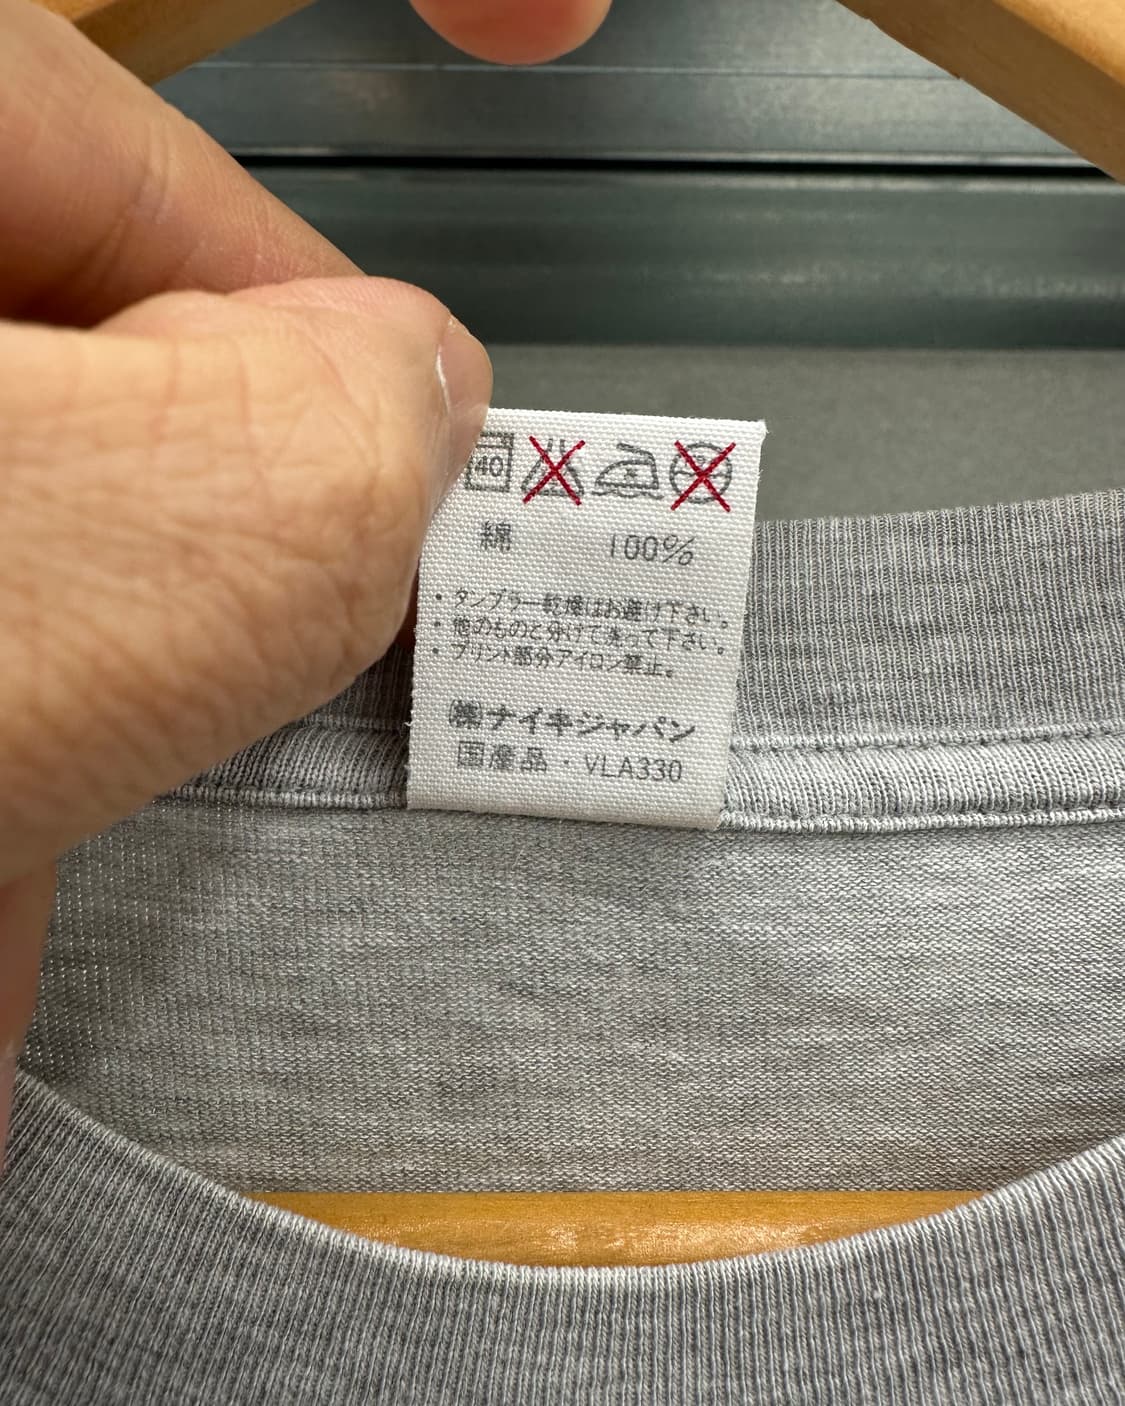 40
綿 100%
・タンブラー乾燥はお避け下さい。
・他のものと分けて洗って下さい。
・プリント部分アイロン禁止。
㈱ナイキジャパン
国産品・VLA330